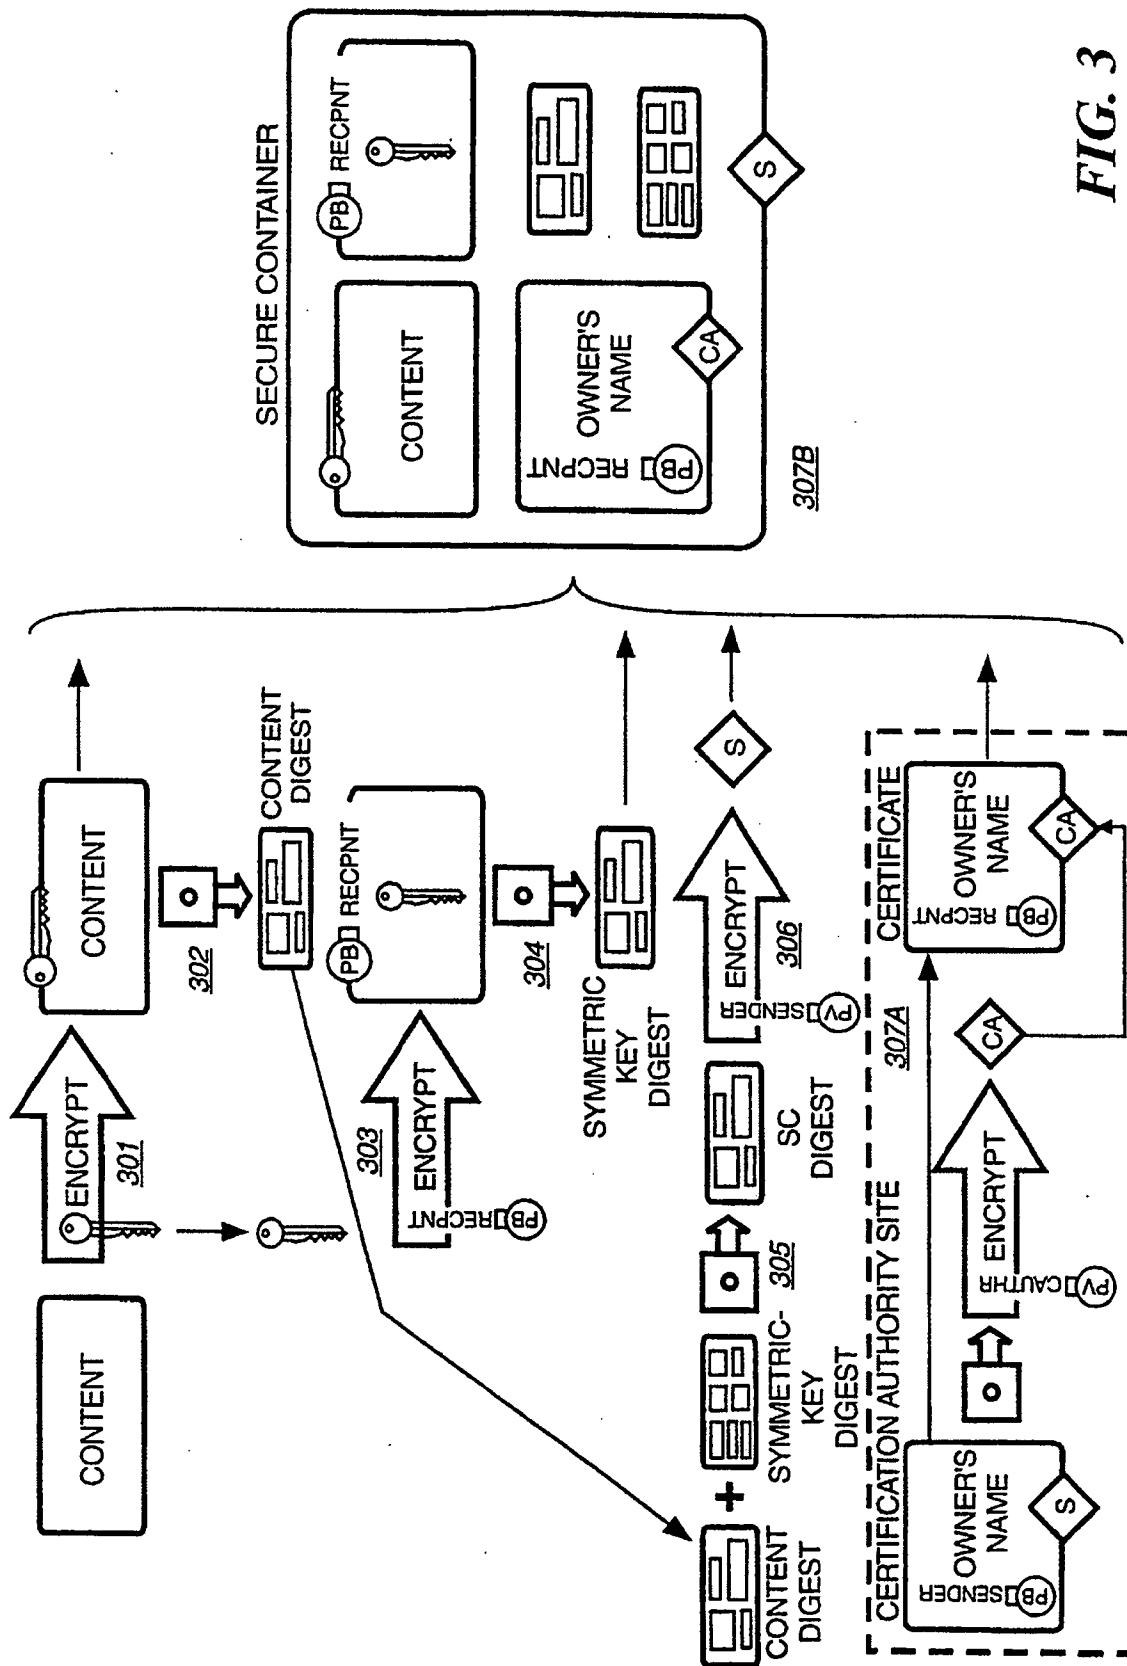 CONTENT
ENCRYPT
301
CONTENT
302
CONTENT
DIGEST
ENCRYPT
303
PB RECPNT
PB RECPNT
304
SYMMETRIC
KEY
DIGEST
CONTENT
DIGEST
+
SYMMETRIC-
KEY
DIGEST
305
SC
DIGEST
ENCRYPT
306
PV SENDER
S
CERTIFICATION AUTHORITY SITE
307A
OWNER'S
NAME
PB SENDER
S
ENCRYPT
PV CAUTHR
CA
CERTIFICATE
OWNER'S
NAME
PB RECPNT
CA
SECURE CONTAINER
CONTENT
PB RECPNT
OWNER'S
NAME
PB RECPNT
CA
S
307B
FIG. 3